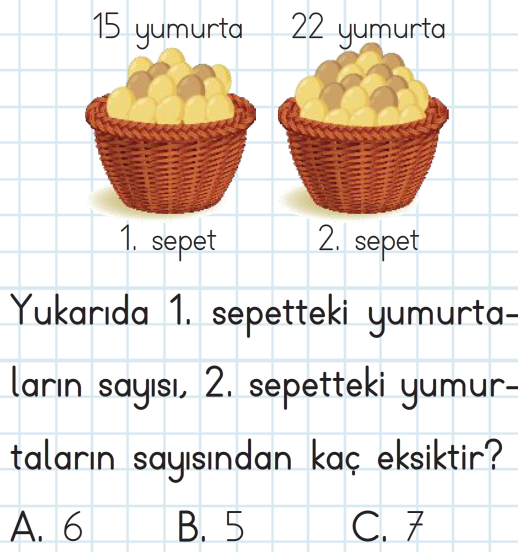 15 yumurta 22 yumurta
1. sepet 2. sepet
Yukarıda 1. sepetteki yumurta-
ların sayısı, 2. sepetteki yumur-
taların sayısından kaç eksiktir?
A. 6 B. 5 C. 7